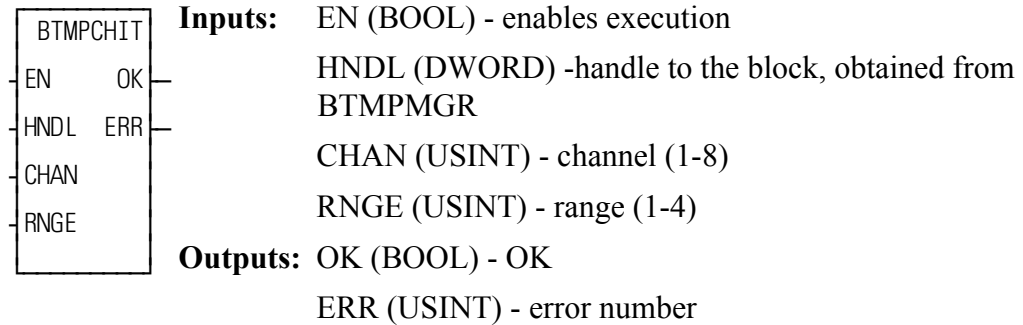 BTMPCHIT
EN OK
HNDL ERR
CHAN
RNGE
Inputs: EN (BOOL) - enables execution
HNDL (DWORD) -handle to the block, obtained from
BTMPMGR
CHAN (USINT) - channel (1-8)
RNGE (USINT) - range (1-4)
Outputs: OK (BOOL) - OK
ERR (USINT) - error number